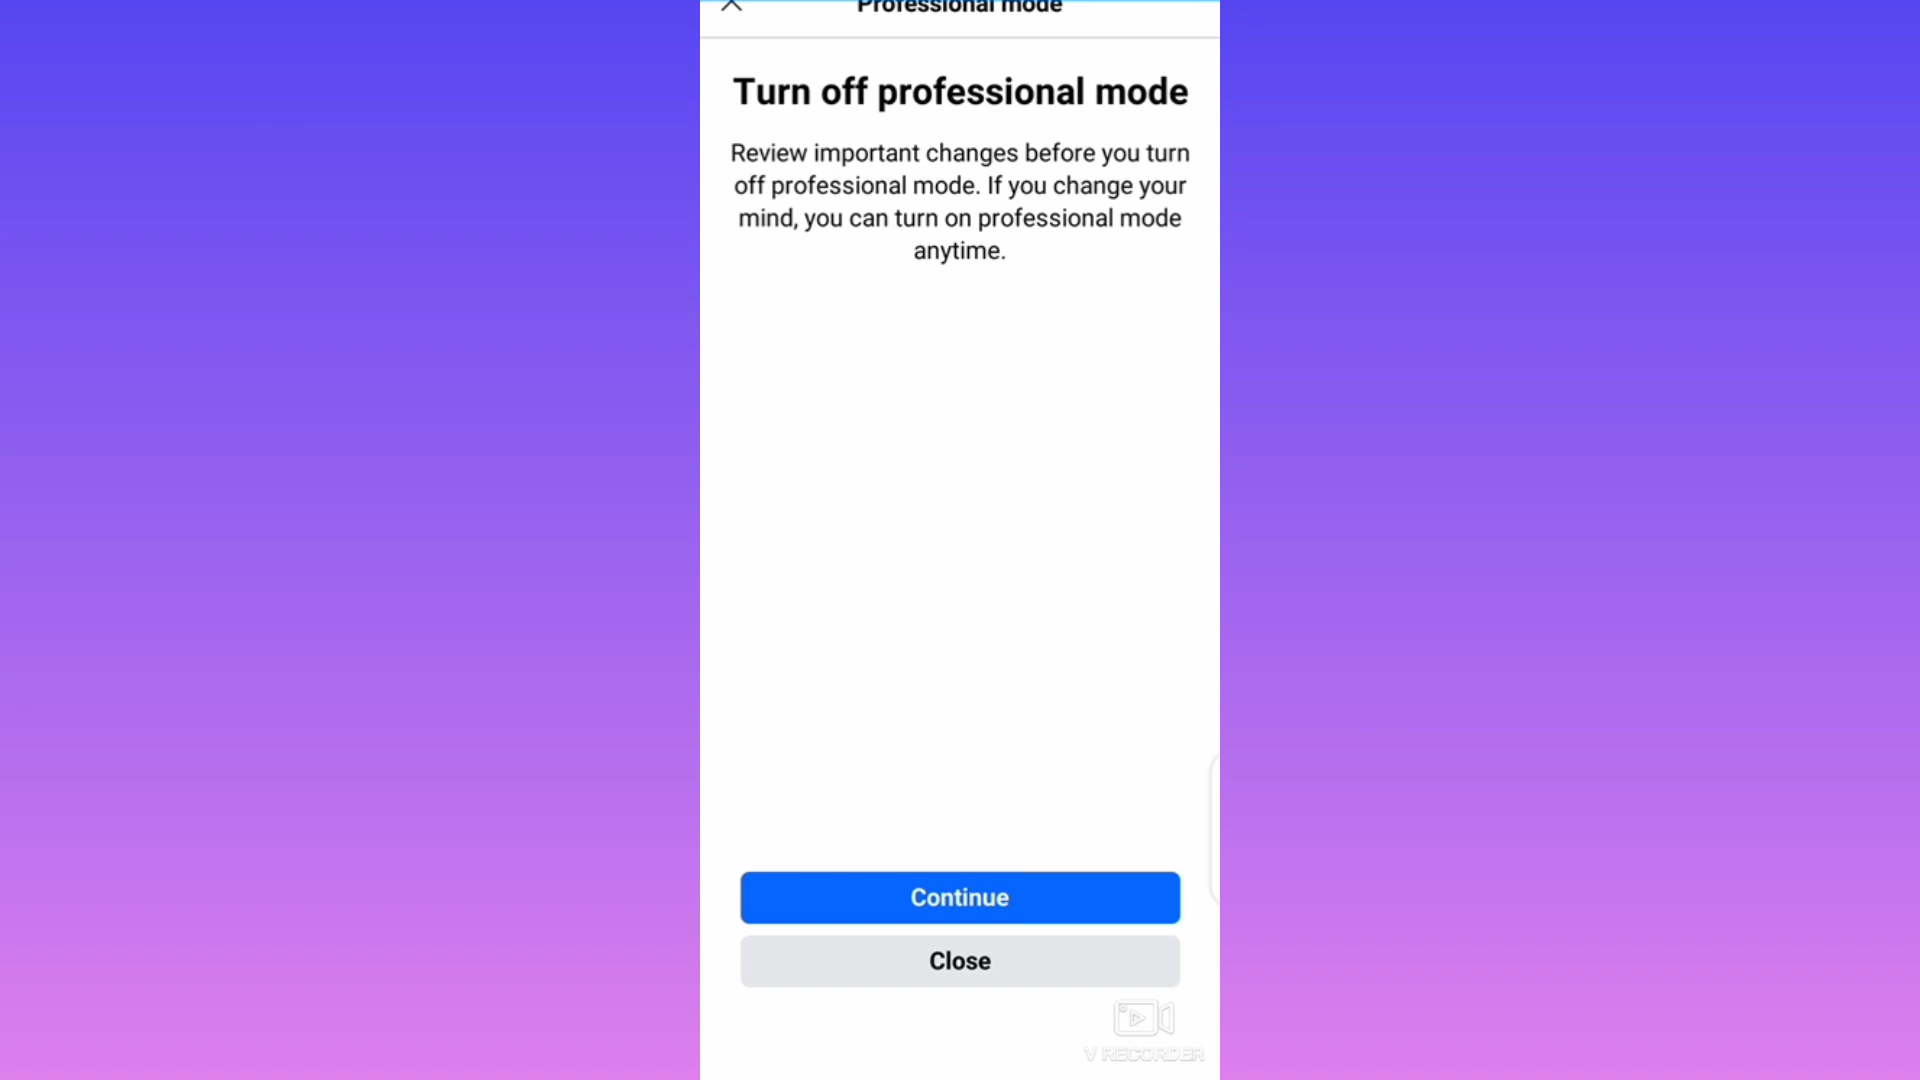 Professional mode
Turn off professional mode
Review important changes before you turn
off professional mode. If you change your
mind, you can turn on professional mode
anytime.
Continue
Close
V RECORDER